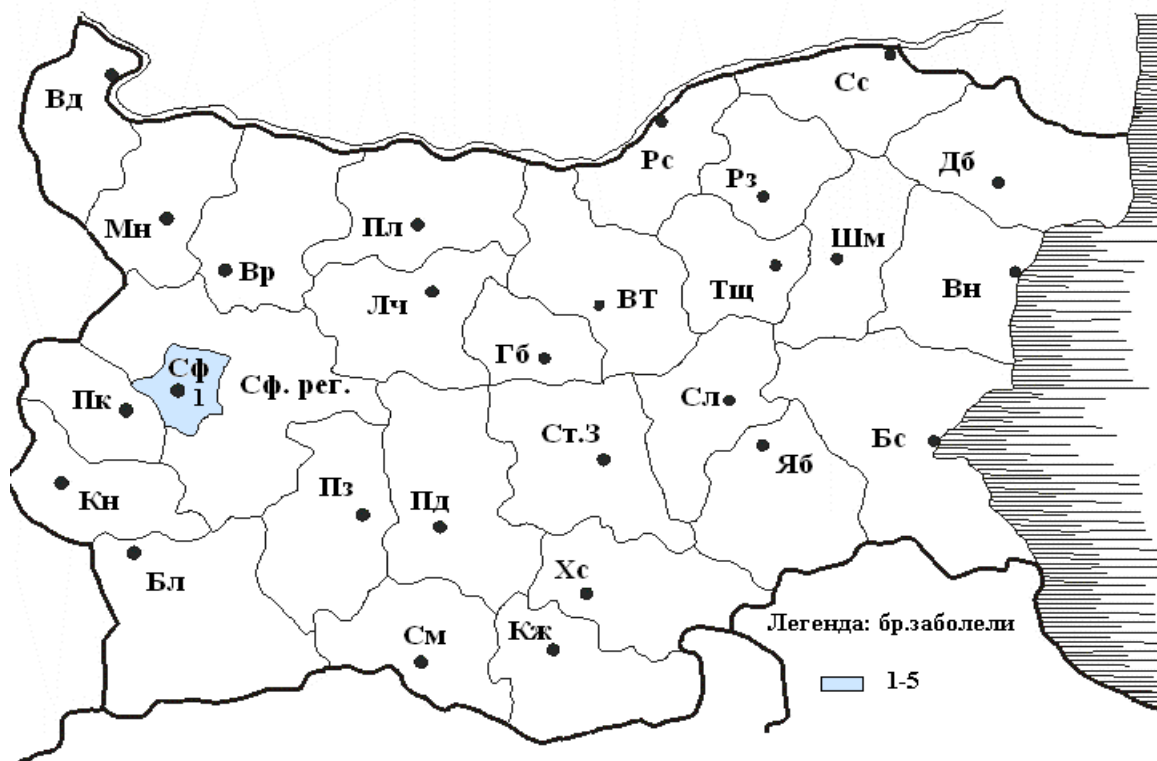 Сс
Вд
Рс
Дб
Рз
Мн
Пл
Шм
Вр
Тщ
Вн
Лч
ВТ
Гб
Сф
1
Сф. рег.
Пк
Сл
Ст.З
Бс
Яб
Кн
Пз
Пд
Бл
Хс
См
Кж
Легенда: бр.заболели
1-5